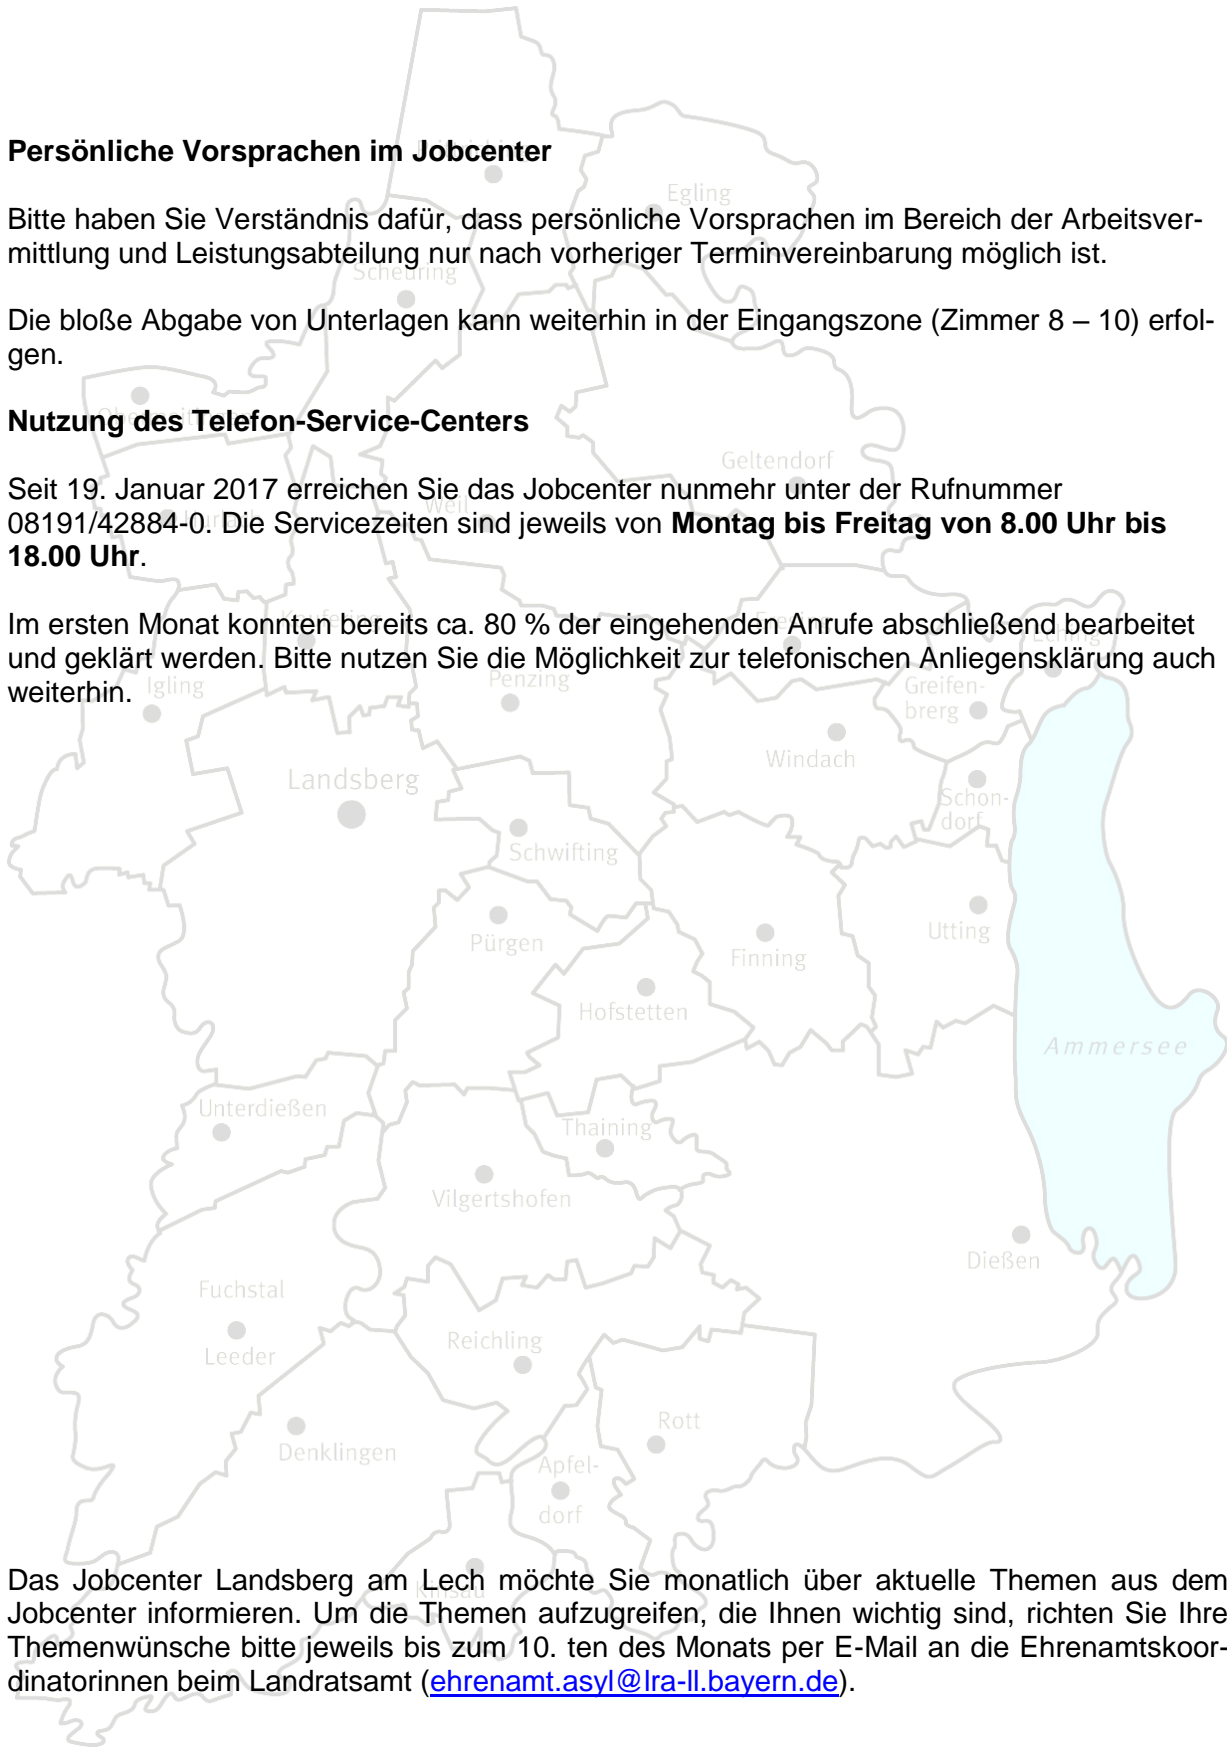 Persönliche Vorsprachen im Jobcenter
Egling
Bitte haben Sie Verständnis dafür, dass persönliche Vorsprachen im Bereich der Arbeitsver-
mittlung und Leistungsabteilung nur nach vorheriger Terminvereinbarung möglich ist.
Scheuring
Die bloße Abgabe von Unterlagen kann weiterhin in der Eingangszone (Zimmer 8 – 10) erfol-
gen.
Nutzung des Telefon-Service-Centers
Geltendorf
Seit 19. Januar 2017 erreichen Sie das Jobcenter nunmehr unter der Rufnummer
Weil
08191/42884-0. Die Servicezeiten sind jeweils von Montag bis Freitag von 8.00 Uhr bis
18.00 Uhr.
Im ersten Monat konnten bereits ca. 80 % der eingehenden Anrufe abschließend bearbeitet
Eching
und geklärt werden. Bitte nutzen Sie die Möglichkeit zur telefonischen Anliegensklärung auch
weiterhin.
Igling
Penzing
Greifen-
brerg
Windach
Landsberg
Schon-
dorf
Schwifting
Utting
Pürgen
Finning
Hofstetten
Ammersee
Unterdießen
Thaining
Vilgertshofen
Dießen
Fuchstal
Reichling
Leeder
Rott
Denklingen
Apfel-
dorf
Kinsau
Das Jobcenter Landsberg am Lech möchte Sie monatlich über aktuelle Themen aus dem
Jobcenter informieren. Um die Themen aufzugreifen, die Ihnen wichtig sind, richten Sie Ihre
Themenwünsche bitte jeweils bis zum 10. ten des Monats per E-Mail an die Ehrenamtskoor-
dinatorinnen beim Landratsamt (ehrenamt.asyl@lra-ll.bayern.de).